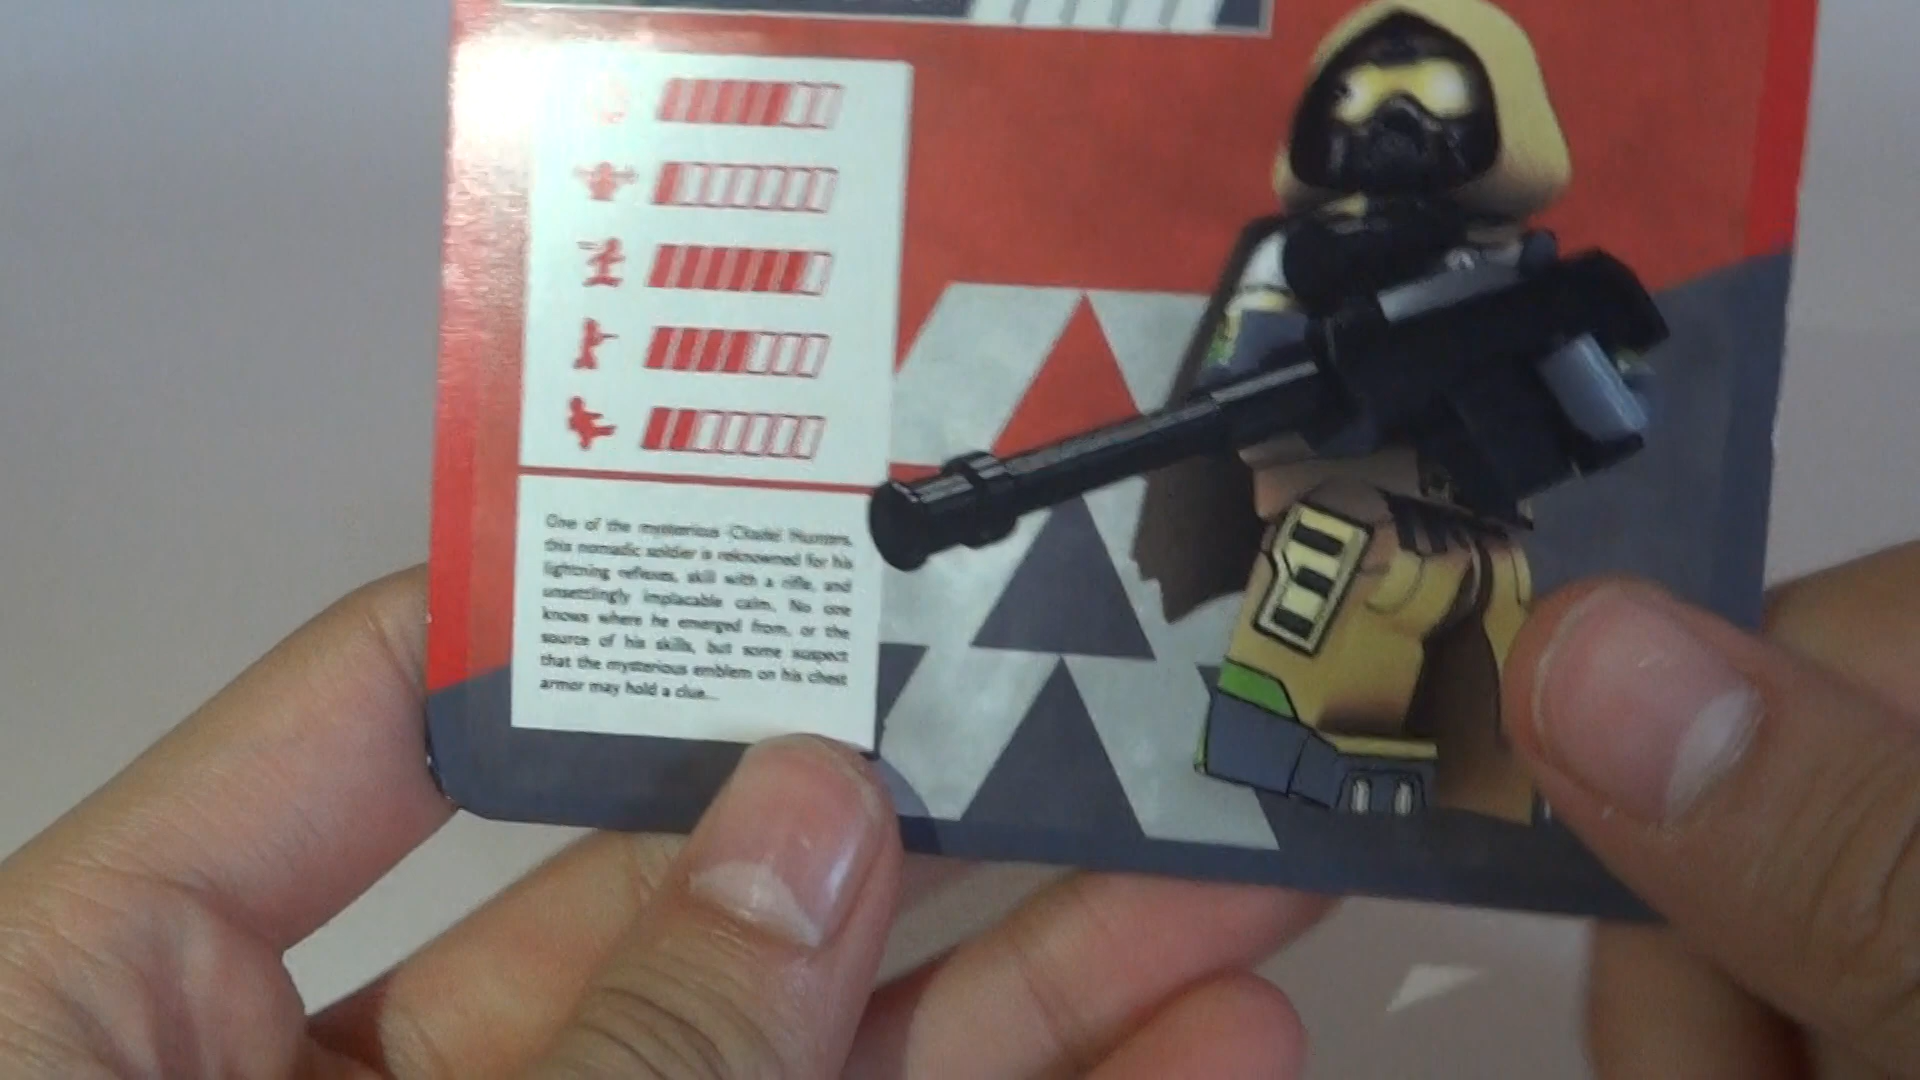 One of the mysterious Citadel Hunters,
this nomadic soldier is reknowned for his
lightning reflexes, skill with a rifle, and
unsettlingly implacable calm. No one
knows where he emerged from, or the
source of his skills, but some suspect
that the mysterious emblem on his chest
armor may hold a clue...